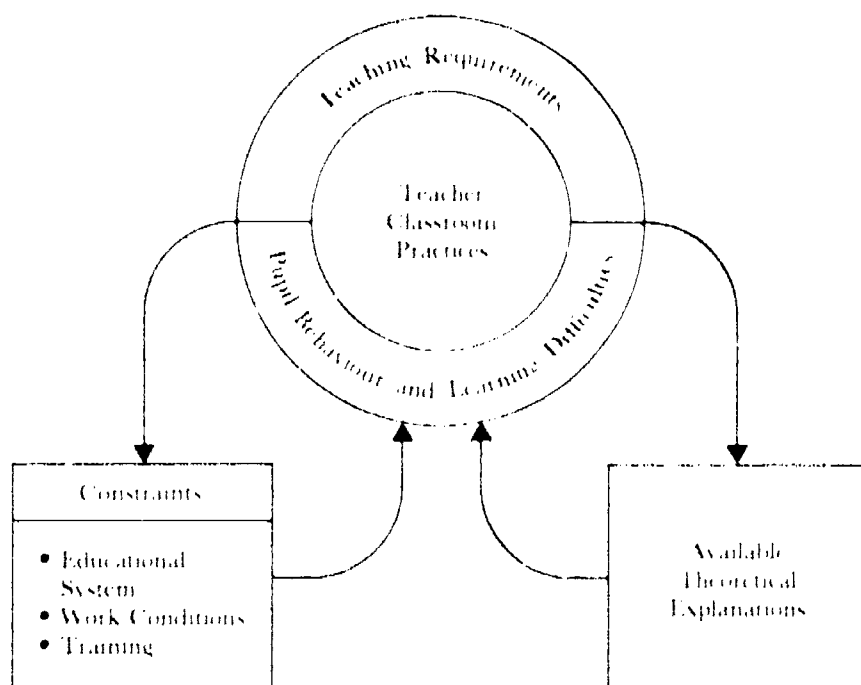 Teaching Requirements
Teacher
Classroom
Practices
Pupil Behaviour and Learning Difficulties
Constraints
• Educational
System
• Work Conditions
• Training
Available
Theoretical
Explanations